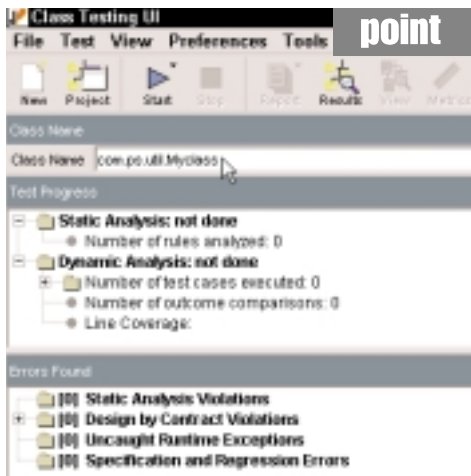 Class Testing UI
point
File Test View Preferences Tools
New Project Start Stop Report Results View Metrics
Class Name
Class Name com.ps.util.Myclass
Test Progress
Static Analysis: not done
Number of rules analyzed: 0
Dynamic Analysis: not done
Number of test cases executed: 0
Number of outcome comparisons: 0
Line Coverage:
Errors Found
[0] Static Analysis Violations
[0] Design by Contract Violations
[0] Uncaught Runtime Exceptions
[0] Specification and Regression Errors